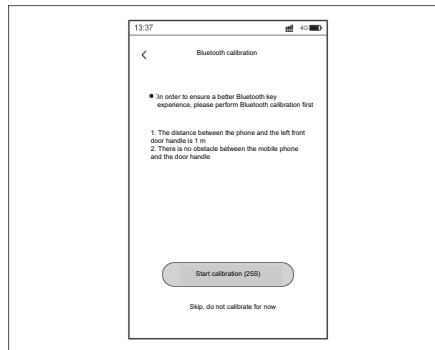 13:37 4G
Bluetooth calibration
In order to ensure a better Bluetooth key
experience, please perform Bluetooth calibration first
1. The distance between the phone and the left front
door handle is 1 m
2. There is no obstacle between the mobile phone
and the door handle
Start calibration (25S)
Skip, do not calibrate for now